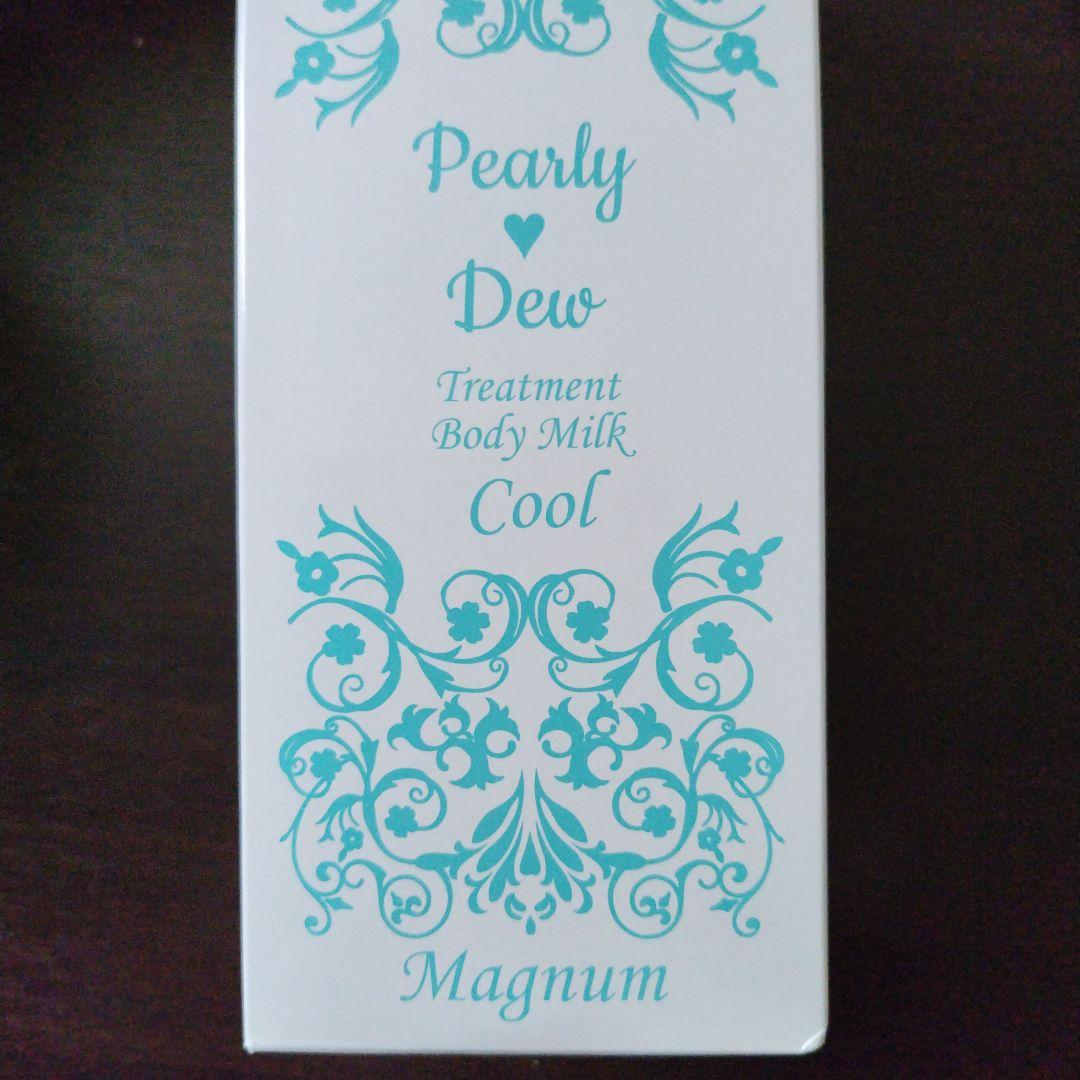 Pearly
♥
Dew
Treatment
Body Milk
Cool
Magnum